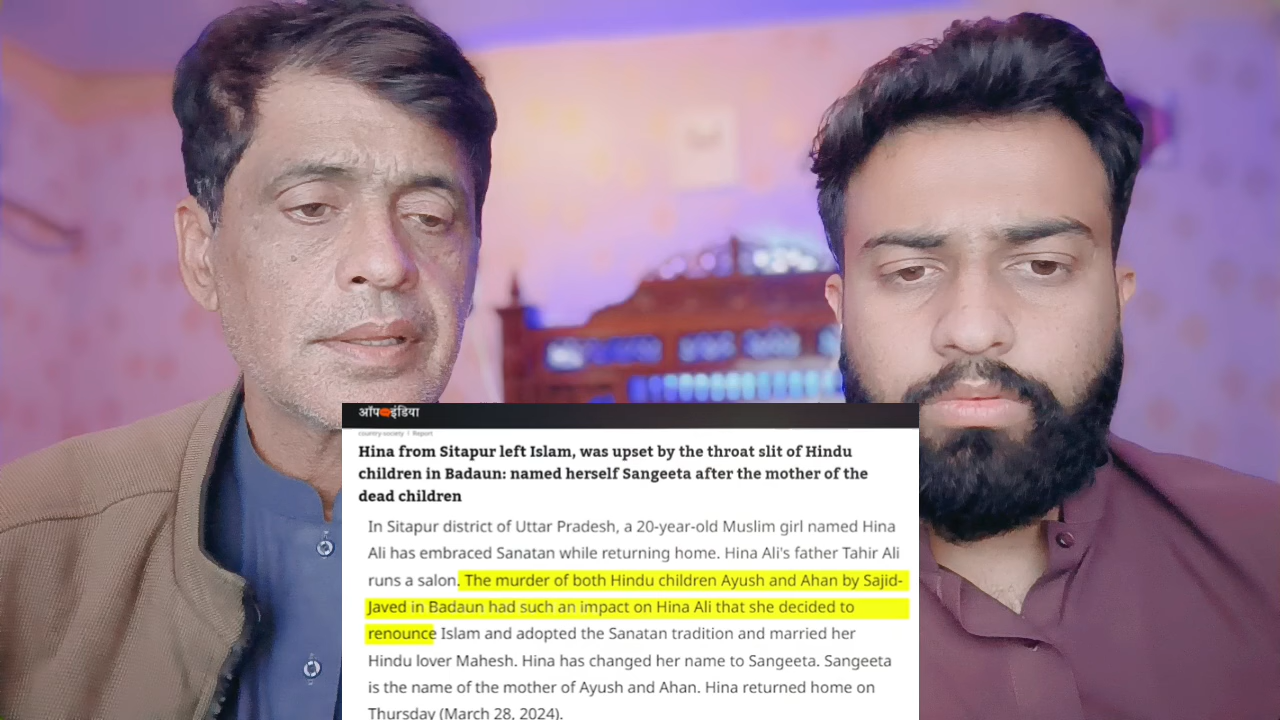 ऑपइंडिया
country-society | Report
Hina from Sitapur left Islam, was upset by the throat slit of Hindu
children in Badaun: named herself Sangeeta after the mother of the
dead children
In Sitapur district of Uttar Pradesh, a 20-year-old Muslim girl named Hina
Ali has embraced Sanatan while returning home. Hina Ali's father Tahir Ali
runs a salon. The murder of both Hindu children Ayush and Ahan by Sajid-
Javed in Badaun had such an impact on Hina Ali that she decided to
renounce Islam and adopted the Sanatan tradition and married her
Hindu lover Mahesh. Hina has changed her name to Sangeeta. Sangeeta
is the name of the mother of Ayush and Ahan. Hina returned home on
Thursday (March 28, 2024).